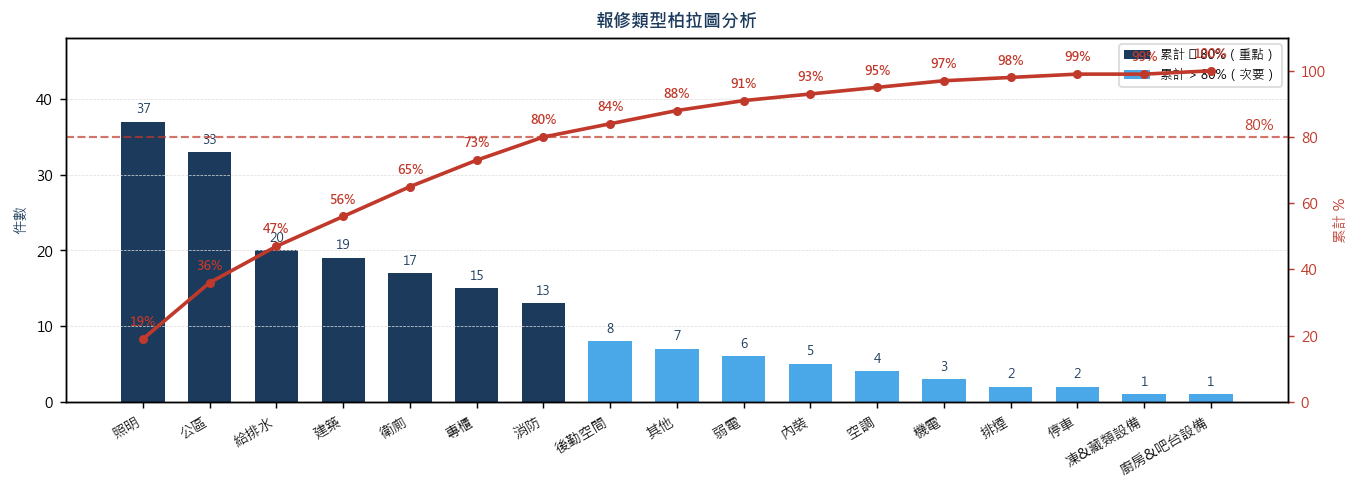 報修類型柏拉圖分析
累計 □ 80%（重點）
累計 > 80%（次要）
件數
40
30
20
10
0
累計 %
100
80
60
40
20
0
80%
37
33
20
19
17
15
13
8
7
6
5
4
3
2
2
1
1
19%
36%
47%
56%
65%
73%
80%
84%
88%
91%
93%
95%
97%
98%
99%
99%
100%
照明
公區
給排水
建築
衛廁
專櫃
消防
後勤空間
其他
弱電
內裝
空調
機電
排煙
停車
凍&藏類設備
廚房&吧台設備